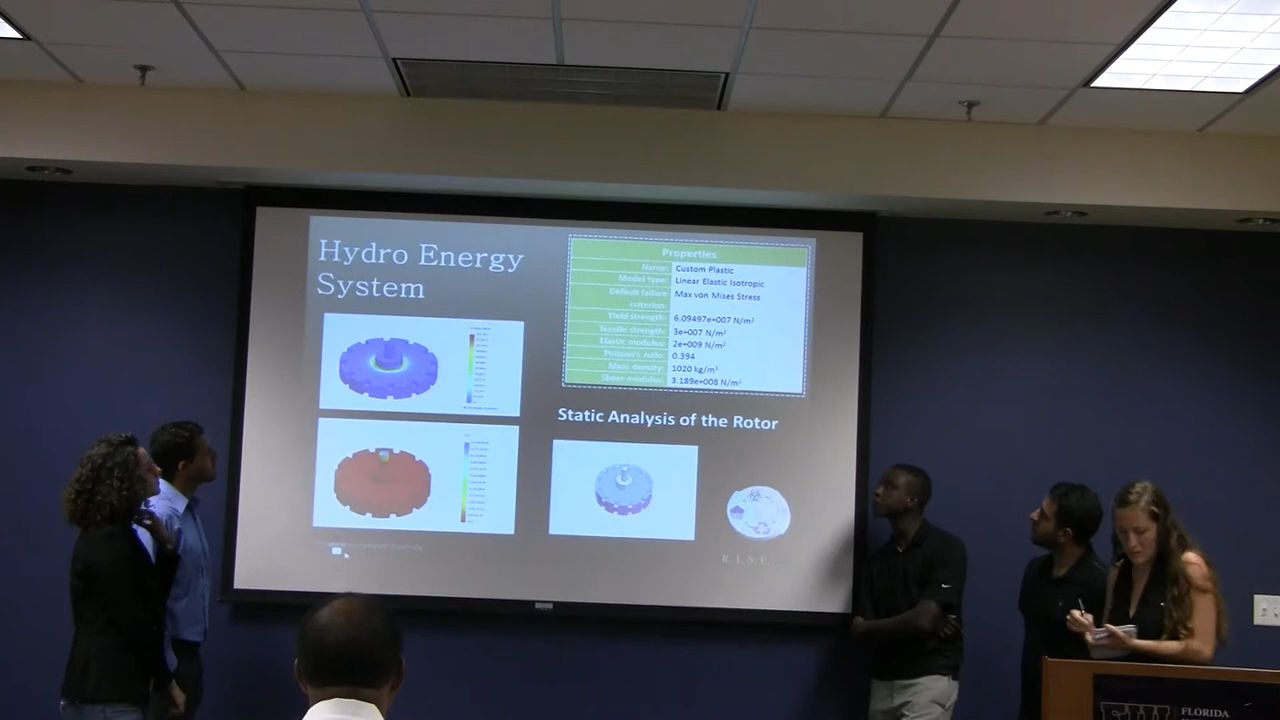 Hydro Energy
System
Properties
Name: Custom Plastic
Model type: Linear Elastic Isotropic
Default failure Max von Mises Stress
criterion:
Yield strength: 6.09497e+007 N/m²
Tensile strength: 3e+007 N/m²
Elastic modulus: 2e+009 N/m²
Poisson's ratio: 0.394
Mass density: 1020 kg/m³
Shear modulus: 3.189e+008 N/m²
Static Analysis of the Rotor
R. I. S. E.
FLORIDA